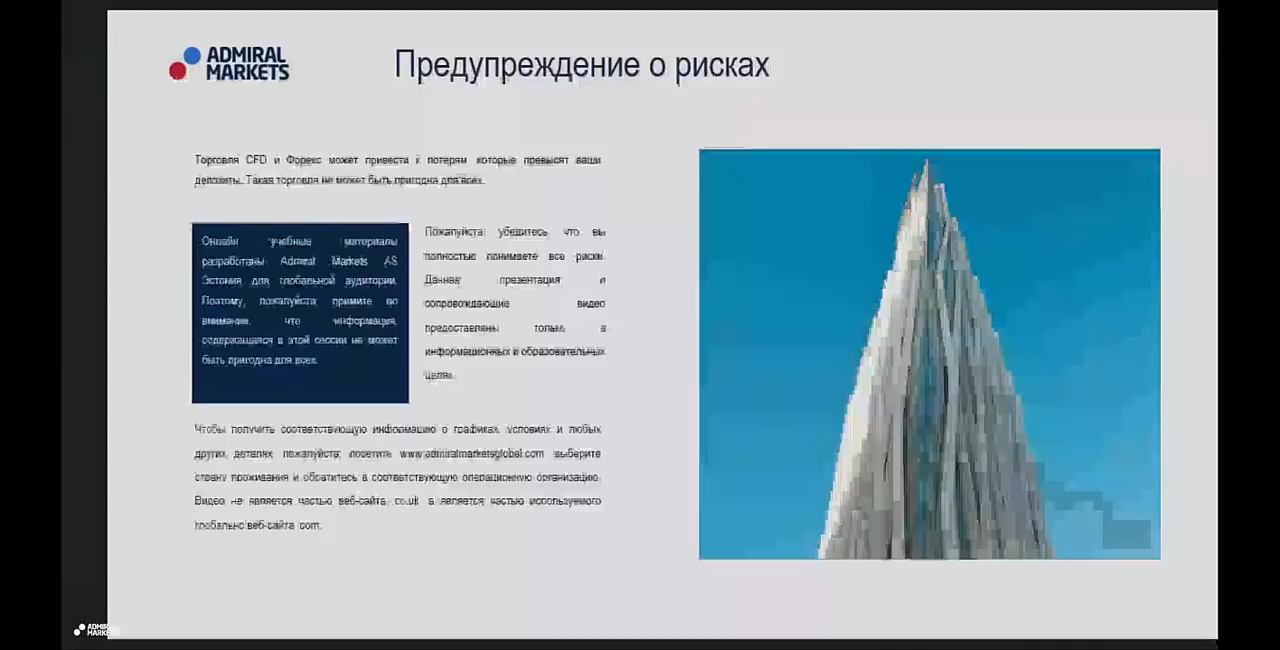 ADMIRAL
MARKETS
Предупреждение о рисках
Торговля CFD и Форекс может привести к потерям которые превысят ваши
депозиты. Такая торговля не может быть пригодна для всех.
Онлайн учебные материалы
разработаны Admiral Markets AS
Эстония для глобальной аудитории.
Поэтому, пожалуйста примите во
внимание, что информация,
содержащаяся в этой сессии не может
быть пригодна для всех.
Пожалуйста убедитесь что вы
полностью понимаете все риски.
Данная презентация и
сопровождающие видео
предоставлены только в
информационных и образовательных
целях.
Чтобы получить соответствующую информацию о графиках, условиях и любых
других деталях пожалуйста, посетите www.admiralmarketsglobal.com выберите
страну проживания и обратитесь в соответствующую операционную организацию.
Видео не является частью веб-сайта co.uk а является частью используемого
глобально веб-сайта com.
ADMIRAL